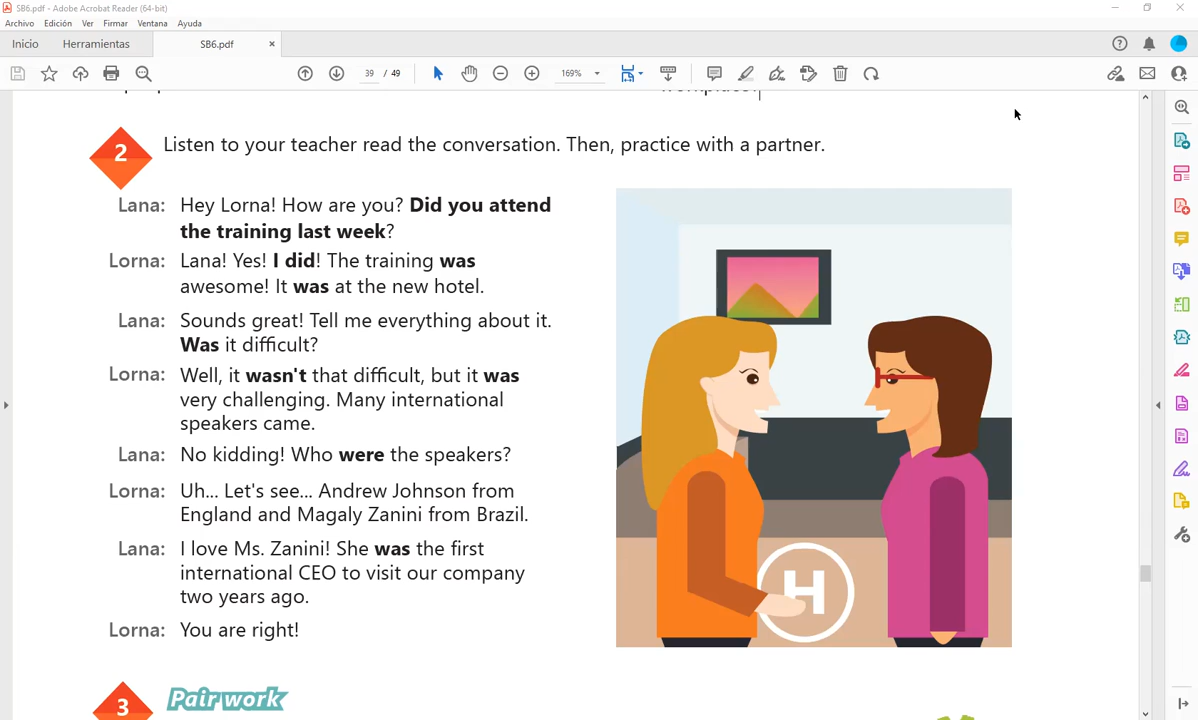 SB6.pdf - Adobe Acrobat Reader (64-bit)
Archivo Edición Ver Firmar Ventana Ayuda
Inicio Herramientas SB6.pdf ×
39 / 49 169%
2 Listen to your teacher read the conversation. Then, practice with a partner.
Lana: Hey Lorna! How are you? Did you attend
the training last week?
Lorna: Lana! Yes! I did! The training was
awesome! It was at the new hotel.
Lana: Sounds great! Tell me everything about it.
Was it difficult?
Lorna: Well, it wasn't that difficult, but it was
very challenging. Many international
speakers came.
Lana: No kidding! Who were the speakers?
Lorna: Uh... Let's see... Andrew Johnson from
England and Magaly Zanini from Brazil.
Lana: I love Ms. Zanini! She was the first
international CEO to visit our company
two years ago.
Lorna: You are right!
H
3 Pair work